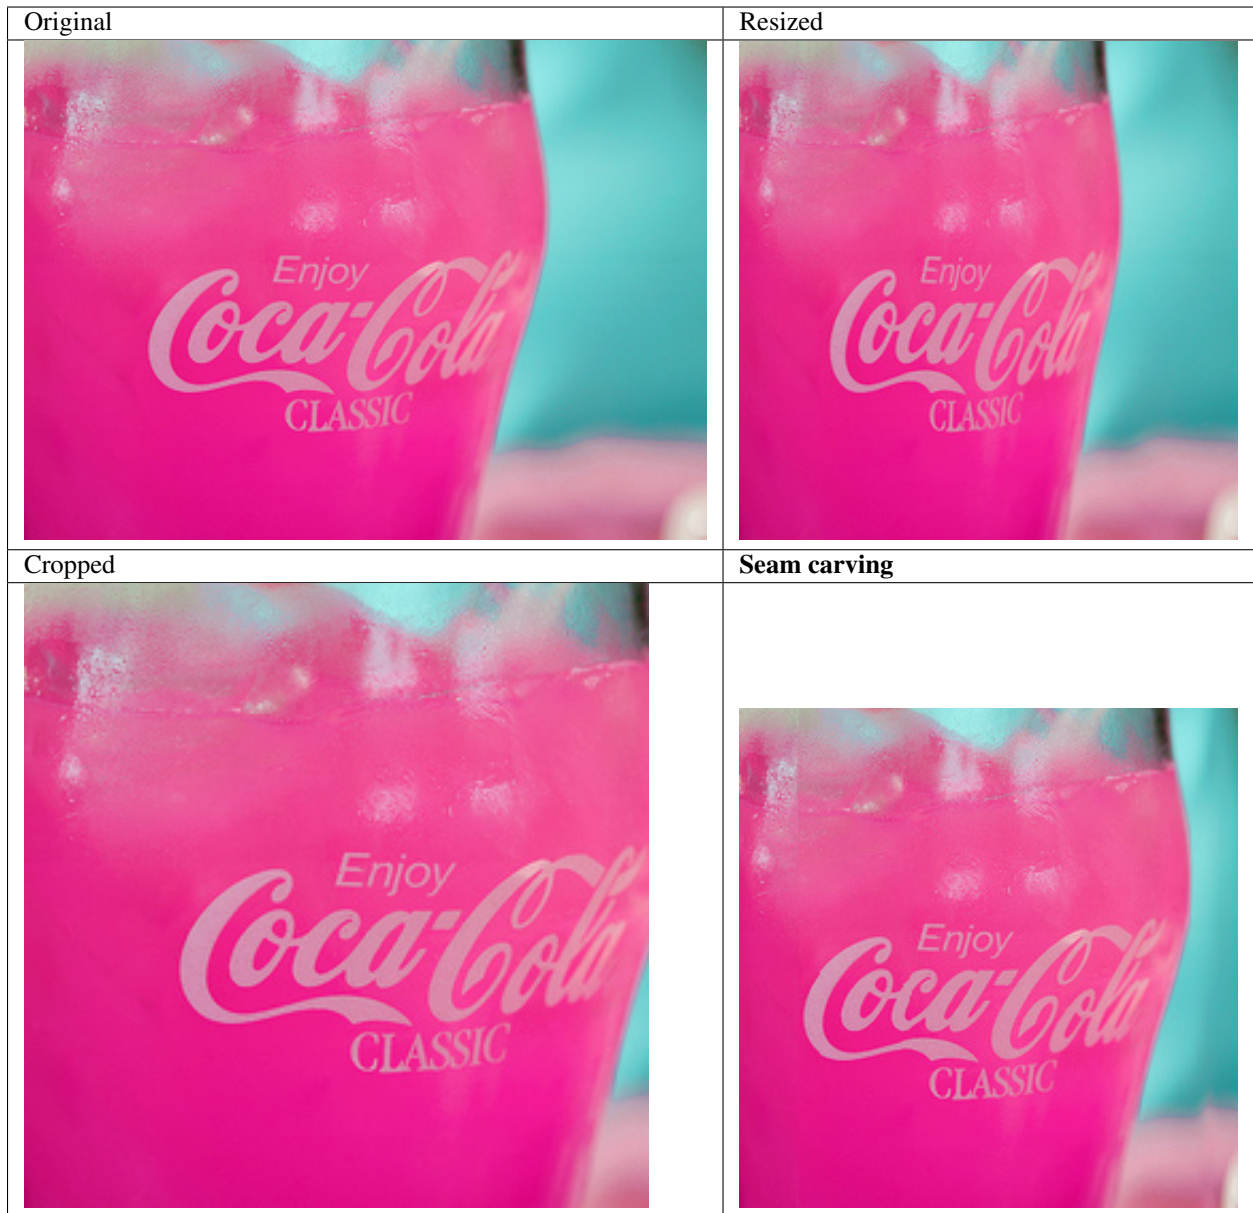 Original
Resized
Enjoy
Coca-Cola
CLASSIC
Enjoy
Coca-Cola
CLASSIC
Cropped
Seam carving
Enjoy
Coca-Cola
CLASSIC
Enjoy
Coca-Cola
CLASSIC